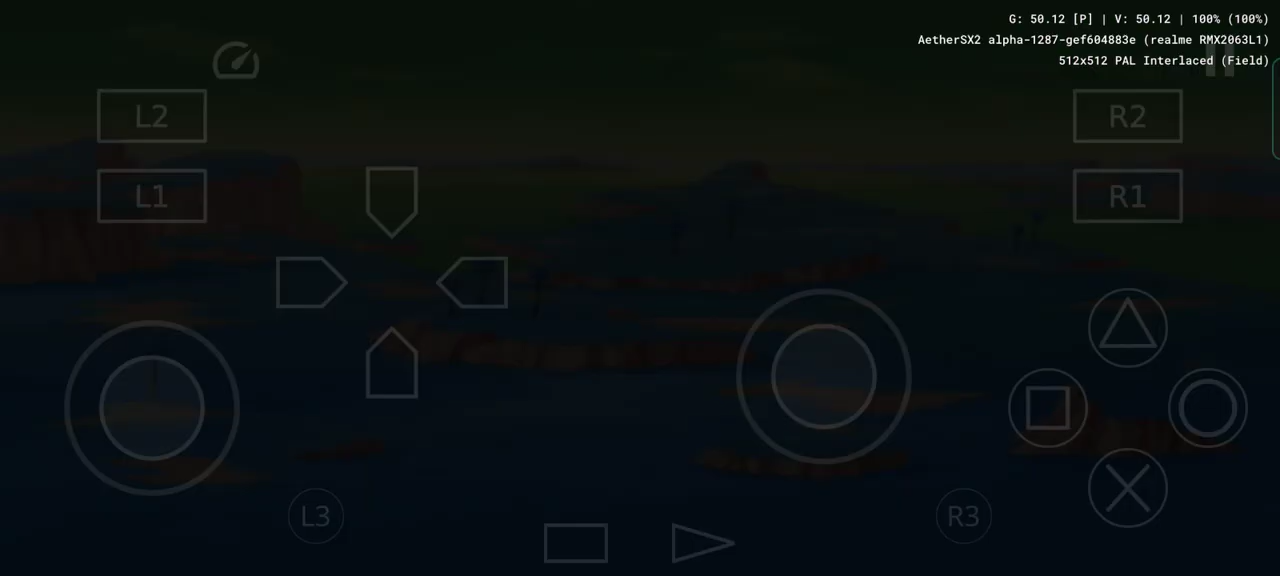 G: 50.12 [P] | V: 50.12 | 100% (100%)
AetherSX2 alpha-1287-gef604883e (realme RMX2063L1)
512x512 PAL Interlaced (Field)
L2
R2
L1
R1
L3
R3